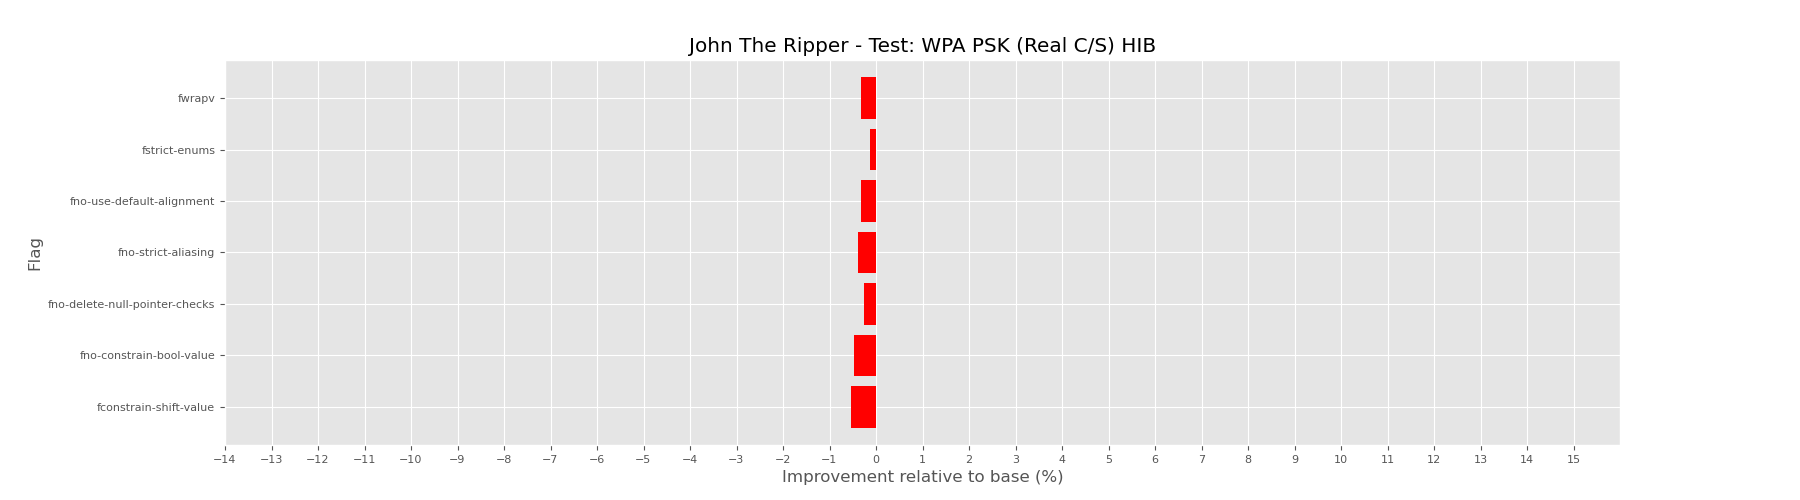 John The Ripper - Test: WPA PSK (Real C/S) HIB
fwrapv
fstrict-enums
fno-use-default-alignment
fno-strict-aliasing
fno-delete-null-pointer-checks
fno-constrain-bool-value
fconstrain-shift-value
Flag
−14 −13 −12 −11 −10 −9 −8 −7 −6 −5 −4 −3 −2 −1 0 1 2 3 4 5 6 7 8 9 10 11 12 13 14 15
Improvement relative to base (%)